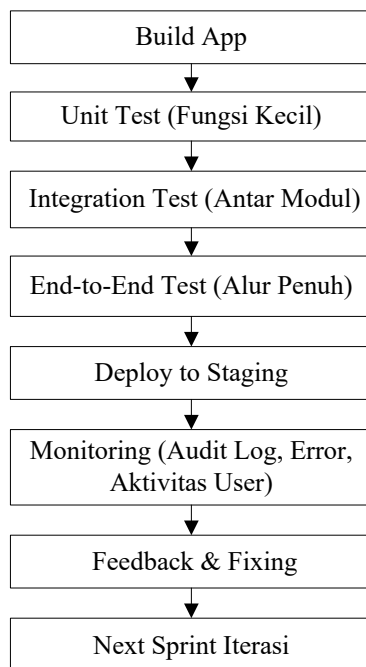 Build App
Unit Test (Fungsi Kecil)
Integration Test (Antar Modul)
End-to-End Test (Alur Penuh)
Deploy to Staging
Monitoring (Audit Log, Error,
Aktivitas User)
Feedback & Fixing
Next Sprint Iterasi